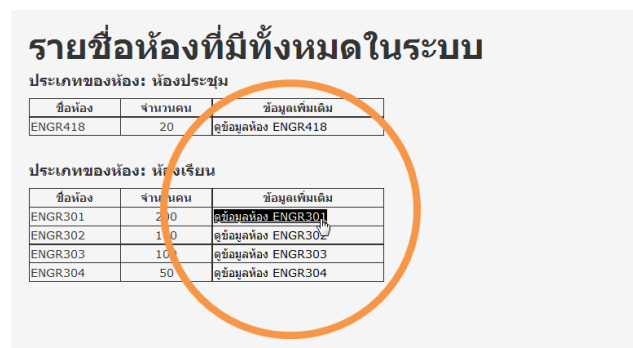 รายชื่อห้องที่มีทั้งหมดในระบบ
ประเภทของห้อง: ห้องประชุม
ชื่อห้อง จำนวนคน ข้อมูลเพิ่มเติม
ENGR418 20 ดูข้อมูลห้อง ENGR418
ประเภทของห้อง: ห้องเรียน
ชื่อห้อง จำนวนคน ข้อมูลเพิ่มเติม
ENGR301 200 ดูข้อมูลห้อง ENGR301
ENGR302 ดูข้อมูลห้อง ENGR302
ENGR303 100 ดูข้อมูลห้อง ENGR303
ENGR304 50 ดูข้อมูลห้อง ENGR304